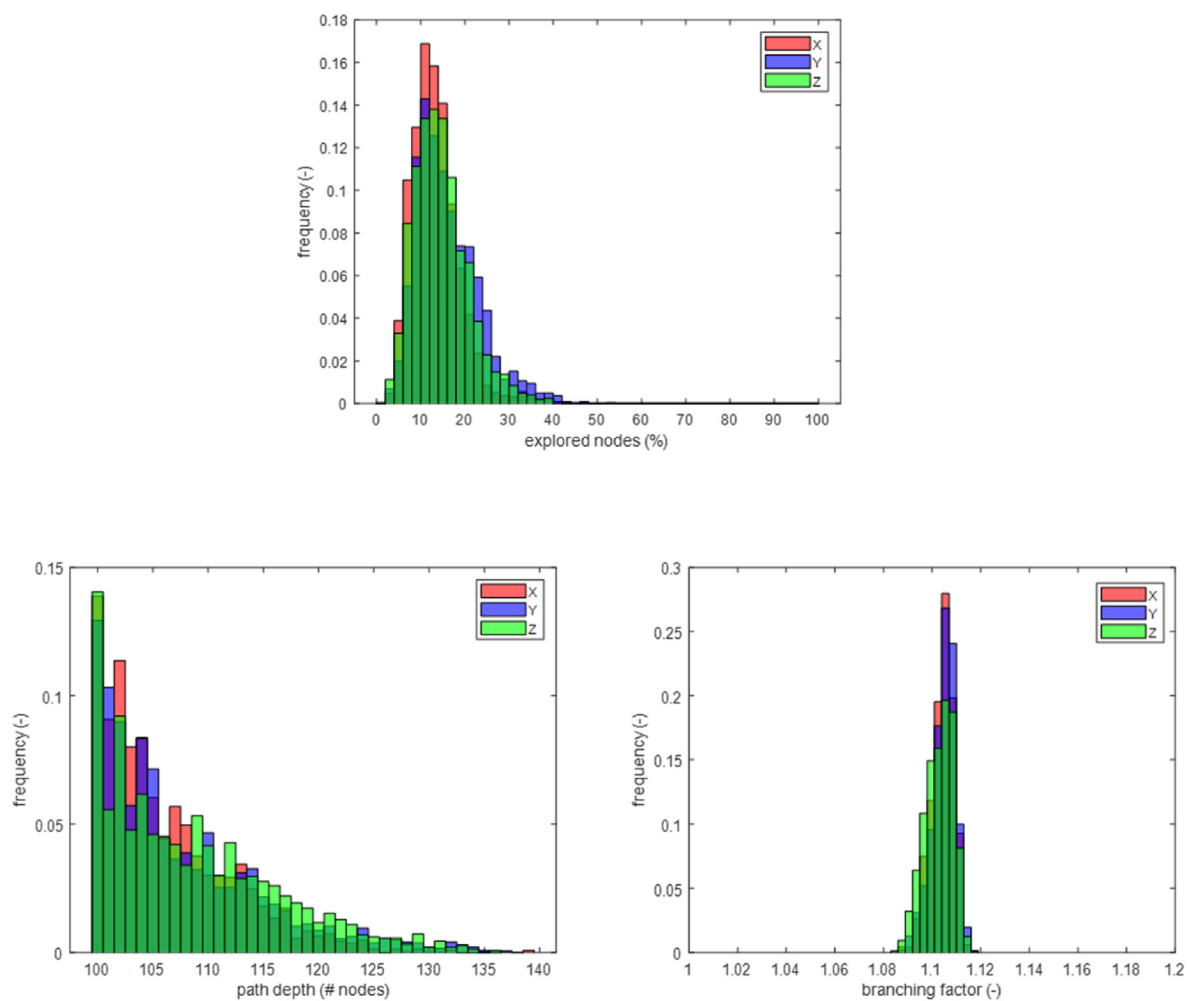 0.18
0.16
0.14
0.12
0.1
0.08
0.06
0.04
0.02
0
frequency (-)
X
Y
Z
0 10 20 30 40 50 60 70 80 90 100
explored nodes (%)
0.15
0.1
0.05
0
frequency (-)
X
Y
Z
100 105 110 115 120 125 130 135 140
path depth (# nodes)
0.3
0.25
0.2
0.15
0.1
0.05
0
frequency (-)
X
Y
Z
1 1.02 1.04 1.06 1.08 1.1 1.12 1.14 1.16 1.18 1.2
branching factor (-)